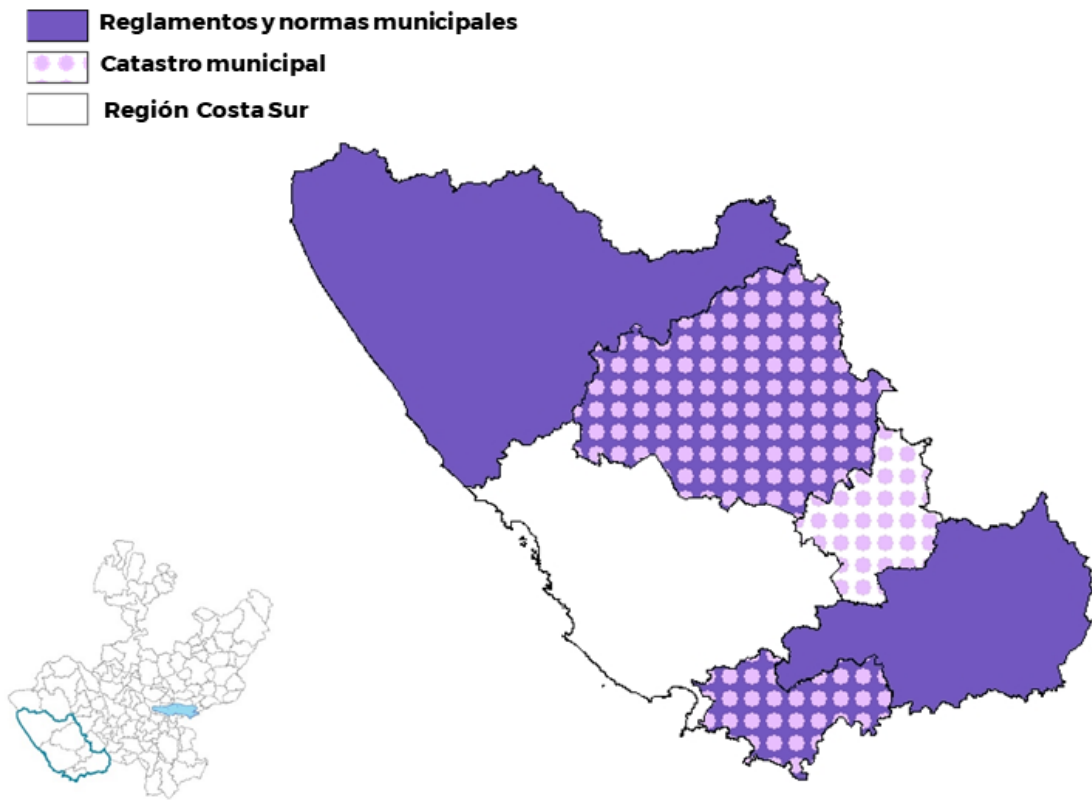 Reglamentos y normas municipales
Catastro municipal
Región Costa Sur